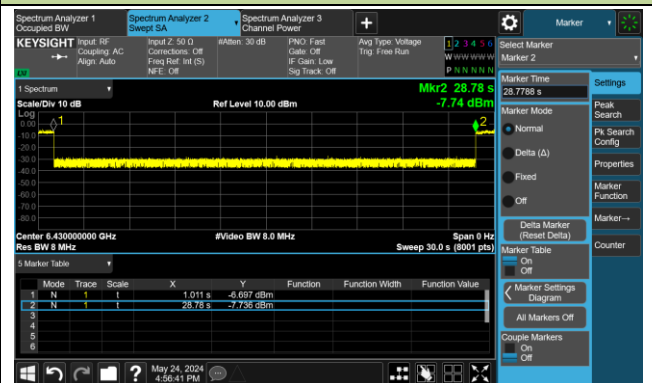 Spectrum Analyzer 1
Occupied BW
Spectrum Analyzer 2
Swept SA
Spectrum Analyzer 3
Channel Power
+
Marker
KEYSIGHT
Input: RF
Coupling: AC
Align: Auto
Input Z: 50 Ω
Corrections: Off
Freq Ref: Int (S)
NFE: Off
#Atten: 30 dB
PNO: Fast
Gate: Off
IF Gain: Low
Sig Track: Off
Avg Type: Voltage
Trig: Free Run
1 2 3 4 5 6
W W W W W W
P N N N N N
Select Marker
Marker 2
1 Spectrum
Mkr2 28.78 s
-7.74 dBm
Scale/Div 10 dB
Ref Level 10.00 dBm
Log
0.00
-10.0
-20.0
-30.0
-40.0
-50.0
-60.0
-70.0
-80.0
1
2
Center 6.430000000 GHz
Res BW 8 MHz
#Video BW 8.0 MHz
Span 0 Hz
Sweep 30.0 s (8001 pts)
5 Marker Table
Mode Trace Scale X Y Function Function Width Function Value
1 N 1 t 1.011 s -6.697 dBm
2 N 1 t 28.78 s -7.736 dBm
3
4
5
6
Marker Time
28.7788 s
Marker Mode
Normal
Delta (Δ)
Fixed
Off
Delta Marker
(Reset Delta)
Marker Table
On
Off
Marker Settings
Diagram
All Markers Off
Couple Markers
On
Off
Settings
Peak
Search
Pk Search
Config
Properties
Marker
Function
Marker→
Counter
?
May 24, 2024
4:56:41 PM